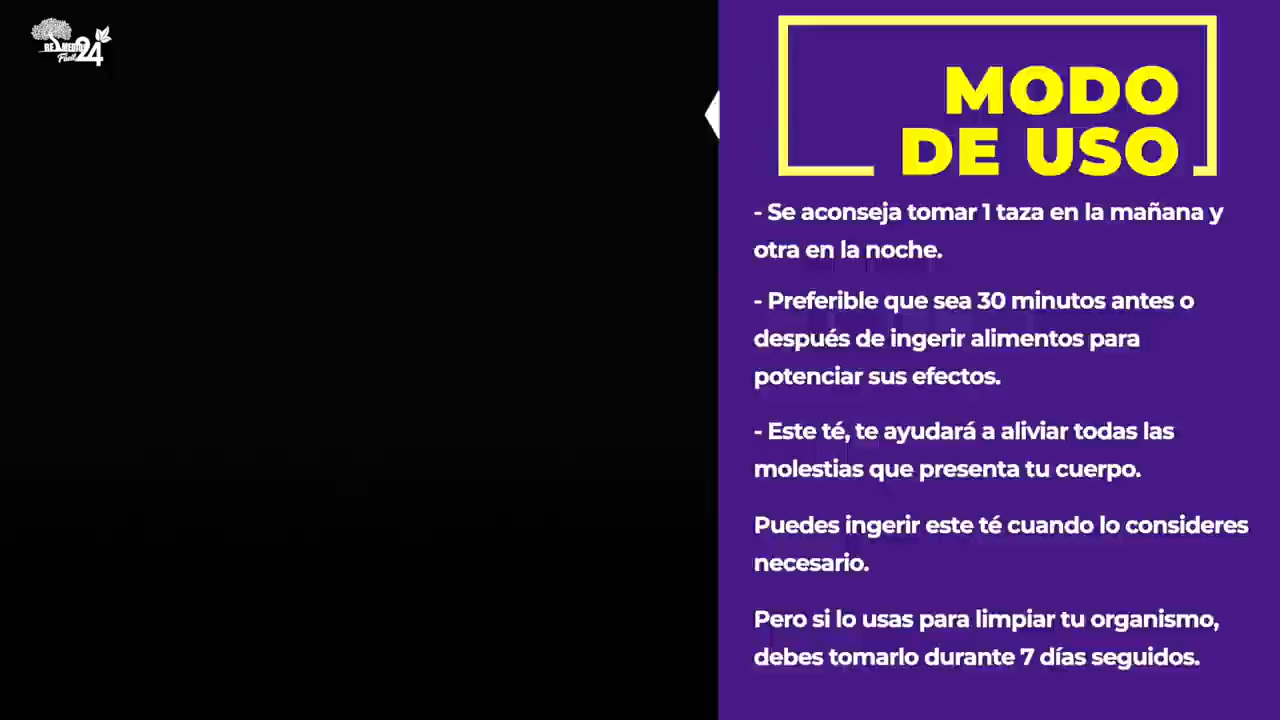 REMEDIO
Fácil 24
MODO
DE USO
- Se aconseja tomar 1 taza en la mañana y
otra en la noche.
- Preferible que sea 30 minutos antes o
después de ingerir alimentos para
potenciar sus efectos.
- Este té, te ayudará a aliviar todas las
molestias que presenta tu cuerpo.
Puedes ingerir este té cuando lo consideres
necesario.
Pero si lo usas para limpiar tu organismo,
debes tomarlo durante 7 días seguidos.